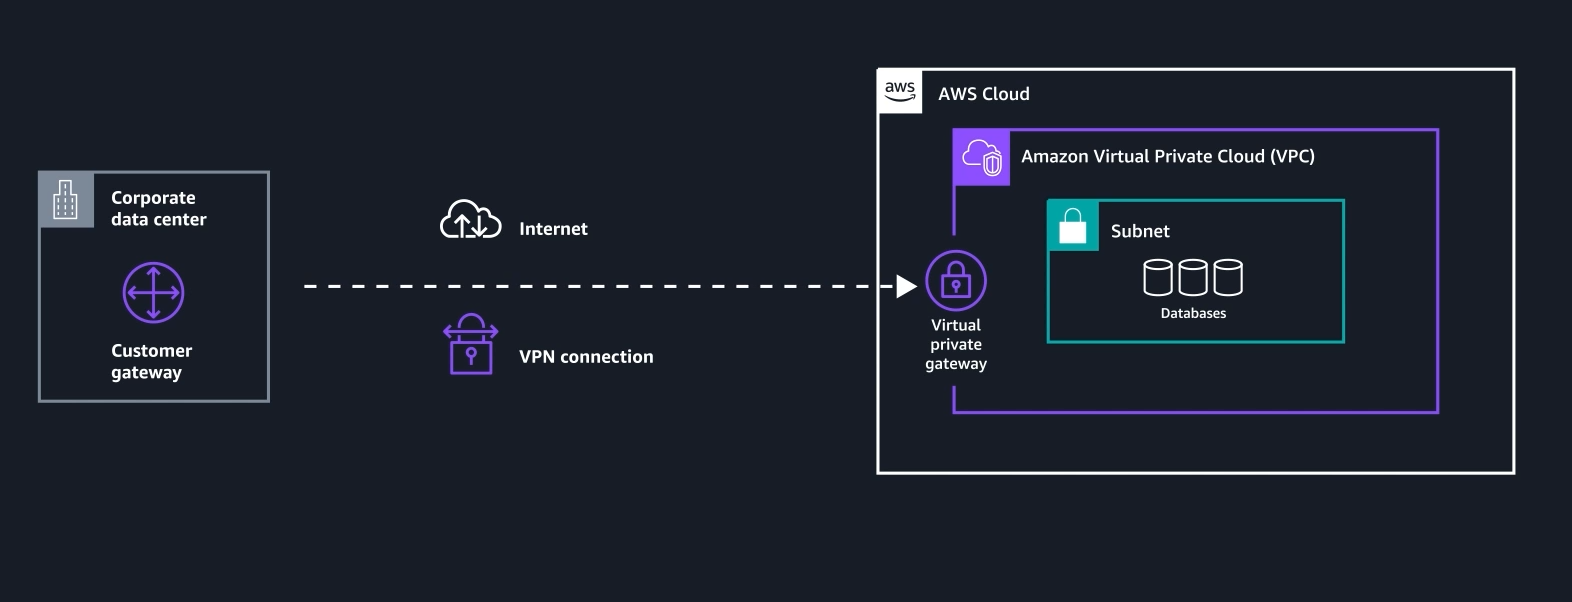 aws
AWS Cloud
Amazon Virtual Private Cloud (VPC)
Corporate
data center
Internet
Subnet
Databases
Virtual
private
gateway
Customer
gateway
VPN connection